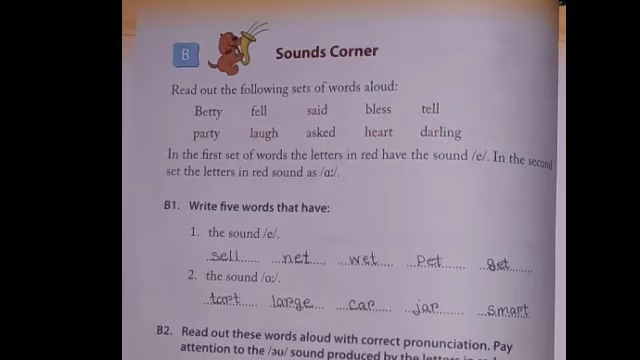 B Sounds Corner
Read out the following sets of words aloud:
Betty fell said bless tell
party laugh asked heart darling
In the first set of words the letters in red have the sound /e/. In the second
set the letters in red sound as /ɑː/.
B1. Write five words that have:
1. the sound /e/.
sell net wet pet get
2. the sound /ɑː/.
tart large car jar smart
B2. Read out these words aloud with correct pronunciation. Pay
attention to the /əʊ/ sound produced by the letters in